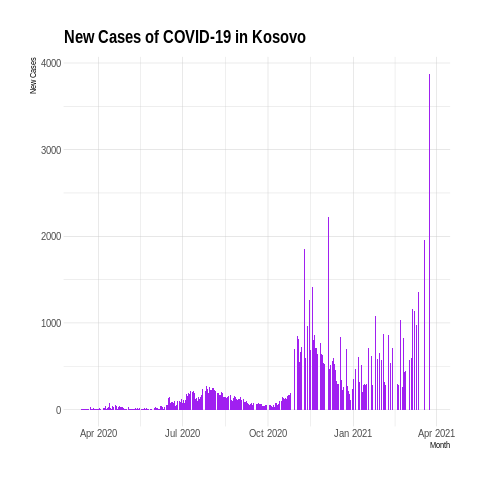 New Cases of COVID-19 in Kosovo
New Cases
4000
3000
2000
1000
0
Apr 2020
Jul 2020
Oct 2020
Jan 2021
Apr 2021
Month